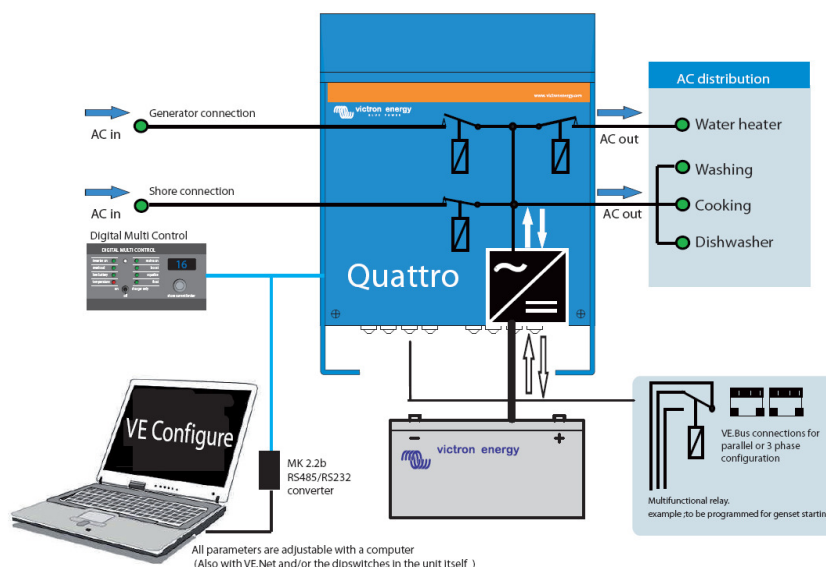 victron energy
BLUE POWER
www.victronenergy.com
Generator connection
AC in
AC out
Shore connection
AC in
AC out
AC distribution
Water heater
Washing
Cooking
Dishwasher
Digital Multi Control
DIGITAL MULTI CONTROL
16
Quattro
VE Configure
MK 2.2b
RS485/RS232
converter
victron energy
VE.Bus connections for
parallel or 3 phase
configuration
Multifunctional relay.
example ;to be programmed for genset startin
All parameters are adjustable with a computer
(Also with VE.Net and/or the dipswitches in the unit itself )